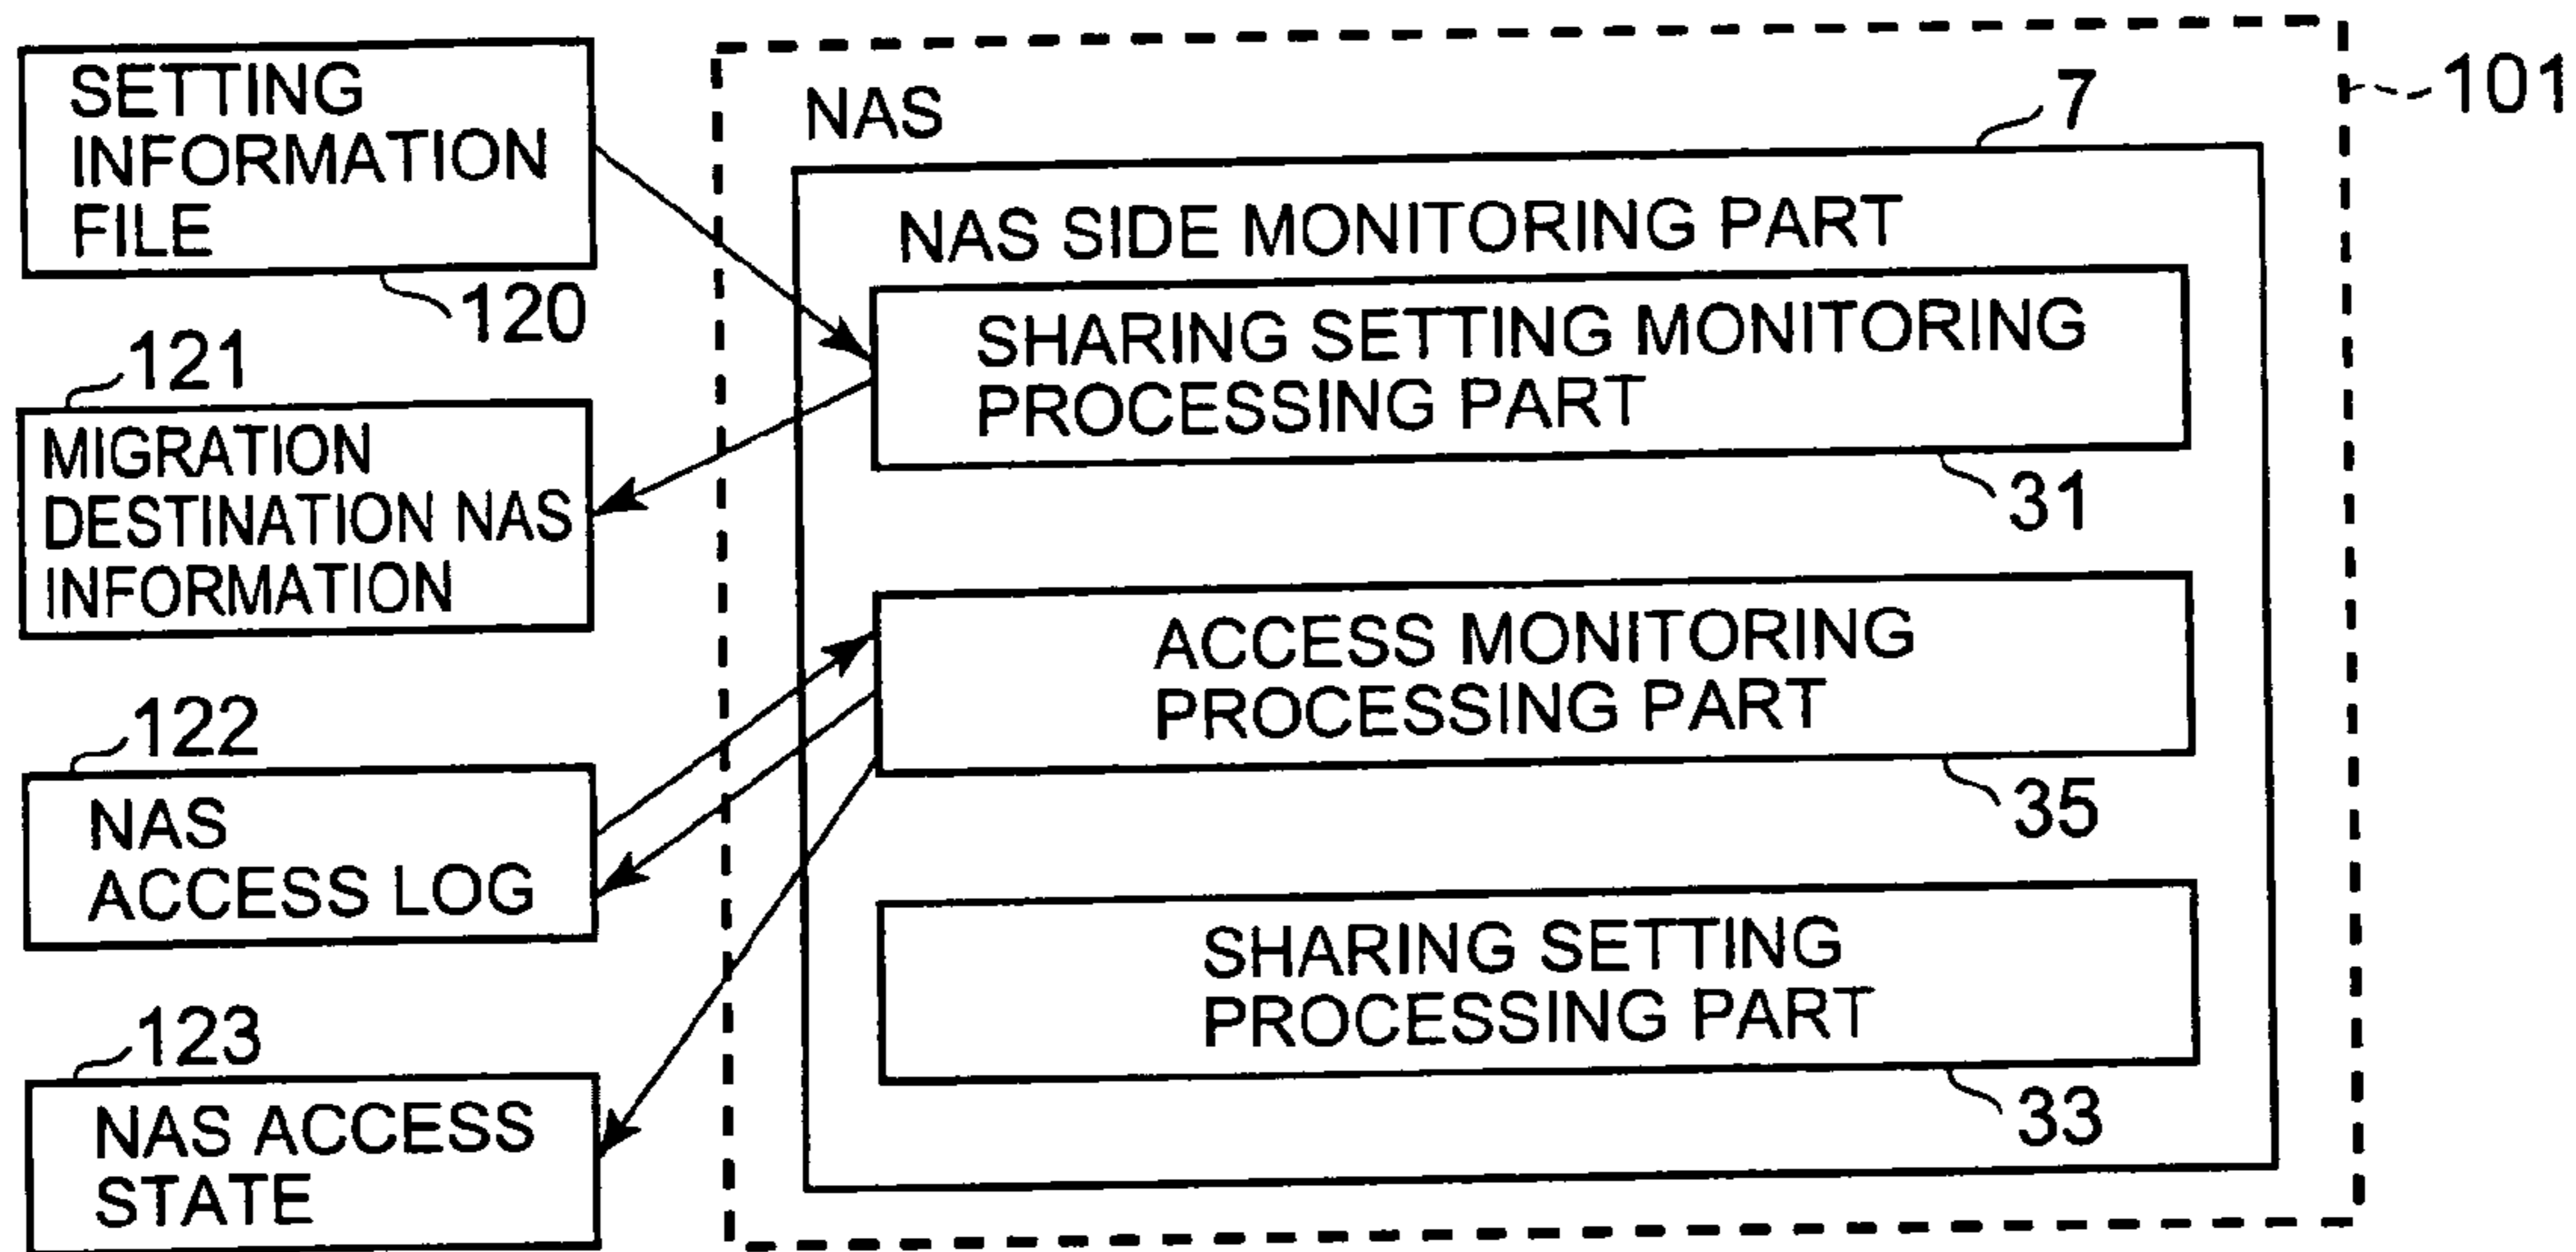 SETTING
INFORMATION
FILE
120
121
MIGRATION
DESTINATION NAS
INFORMATION
122
NAS
ACCESS LOG
123
NAS ACCESS
STATE
101
NAS
7
NAS SIDE MONITORING PART
SHARING SETTING MONITORING
PROCESSING PART
31
ACCESS MONITORING
PROCESSING PART
35
SHARING SETTING
PROCESSING PART
33